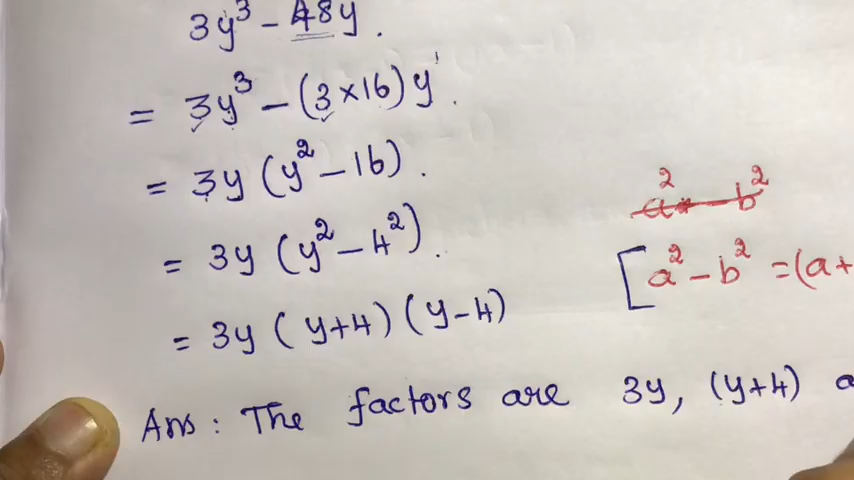 3y³ - 48y.
= 3y³ - (3×16)y.
= 3y (y² - 16).
= 3y (y² - 4²).
= 3y (y+4) (y-4)
a² - b²
[a² - b² = (a+
Ans : The factors are 3y, (y+4) a